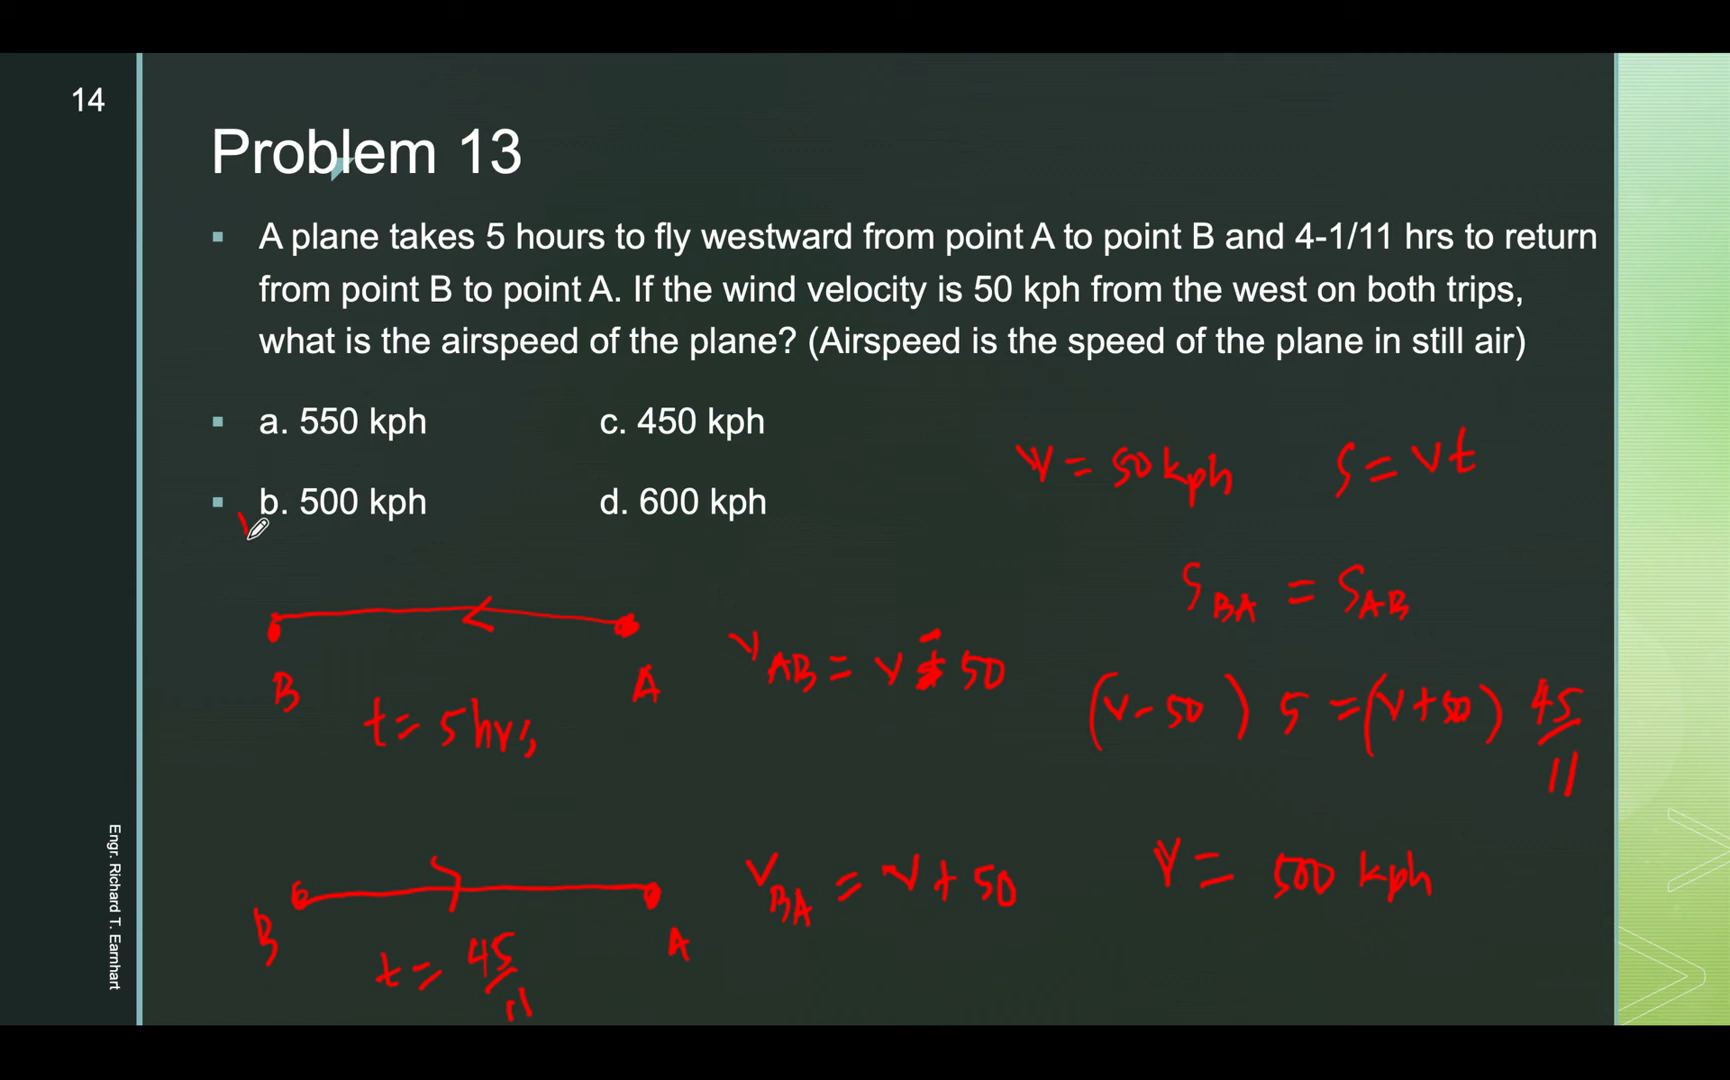 14
Problem 13
▪ A plane takes 5 hours to fly westward from point A to point B and 4-1/11 hrs to return
from point B to point A. If the wind velocity is 50 kph from the west on both trips,
what is the airspeed of the plane? (Airspeed is the speed of the plane in still air)
▪ a. 550 kph c. 450 kph
▪ b. 500 kph d. 600 kph
V = 50 kph S = Vt
S BA = S AB
B A
t = 5 hrs,
V AB = V - 50
(V - 50) 5 = (V + 50) 45/11
B A
t = 45/11
V BA = V + 50
V = 500 kph
Engr. Richard T. Earnhart